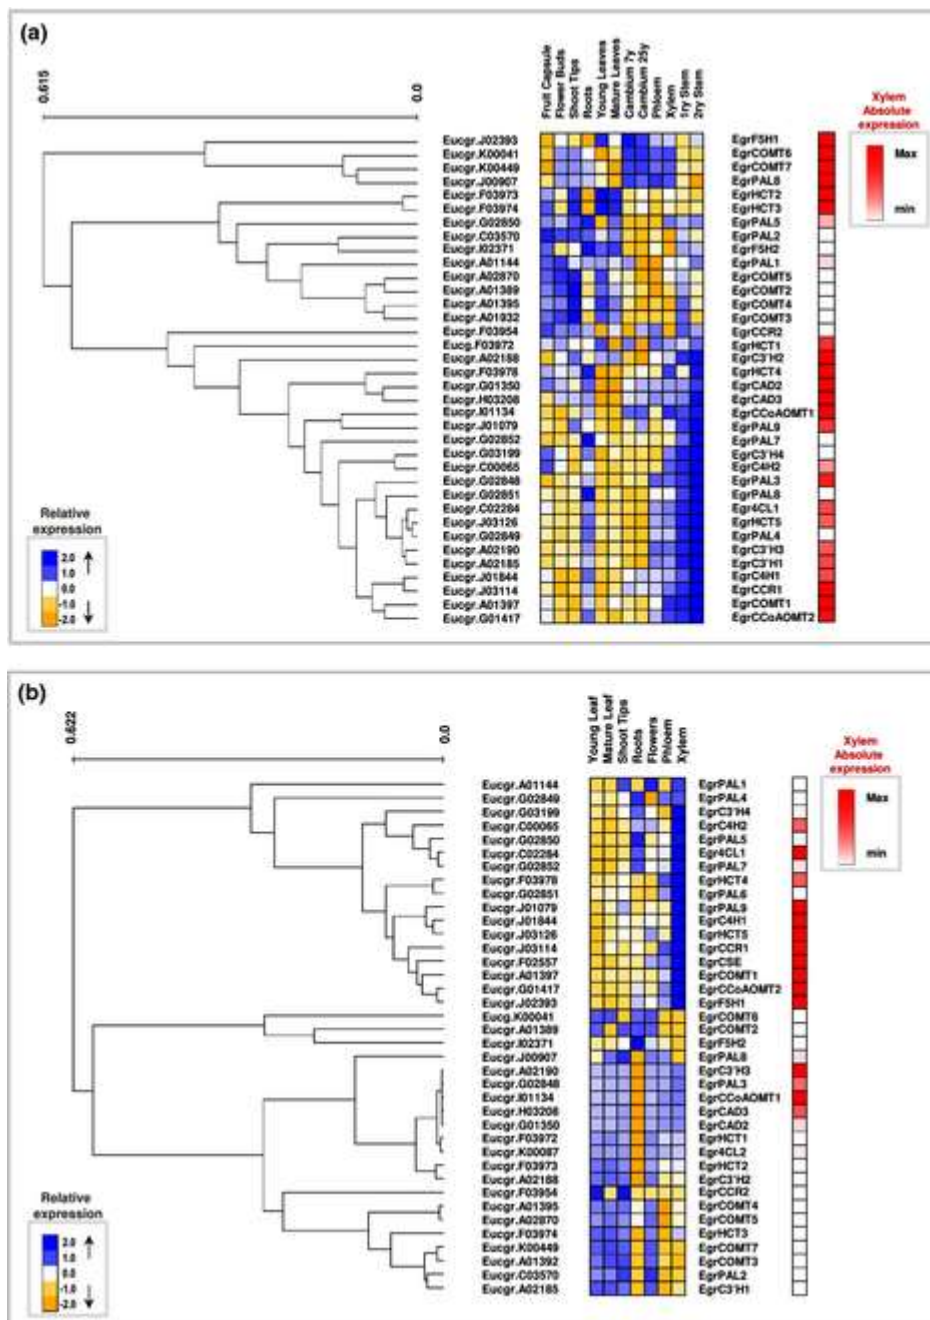 (a)
0.615
0.0
Fruit Capsule
Flower Buds
Shoot Tips
Roots
Young Leaves
Mature Leaves
Cambium 7y
Cambium 25y
Phloem
Xylem
1ry Stem
2ry Stem
Xylem
Absolute
expression
Max
min
Eucgr.J02393 EgrF5H1
Eucgr.K00041 EgrCOMT6
Eucgr.K00449 EgrCOMT7
Eucgr.J00907 EgrPAL8
Eucgr.F03973 EgrHCT2
Eucgr.F03974 EgrHCT3
Eucgr.G02850 EgrPAL5
Eucgr.C03570 EgrPAL2
Eucgr.I02371 EgrF5H2
Eucgr.A01144 EgrPAL1
Eucgr.A02870 EgrCOMT5
Eucgr.A01389 EgrCOMT2
Eucgr.A01395 EgrCOMT4
Eucgr.A01932 EgrCOMT3
Eucgr.F03954 EgrCCR2
Eucg.F03972 EgrHCT1
Eucgr.A02188 EgrC3'H2
Eucgr.F03978 EgrHCT4
Eucgr.G01350 EgrCAD2
Eucgr.H03208 EgrCAD3
Eucgr.I01134 EgrCCoAOMT1
Eucgr.J01079 EgrPAL9
Eucgr.G02852 EgrPAL7
Eucgr.G03199 EgrC3'H4
Eucgr.C00065 EgrC4H2
Eucgr.G02848 EgrPAL3
Eucgr.G02851 EgrPAL8
Eucgr.C02284 Egr4CL1
Eucgr.J03126 EgrHCT5
Eucgr.G02849 EgrPAL4
Eucgr.A02190 EgrC3'H3
Eucgr.A02185 EgrC3'H1
Eucgr.J01844 EgrC4H1
Eucgr.J03114 EgrCCR1
Eucgr.A01397 EgrCOMT1
Eucgr.G01417 EgrCCoAOMT2
Relative
expression
2.0
1.0
0.0
-1.0
-2.0
(b)
0.622
0.0
Young Leaf
Mature Leaf
Shoot Tips
Roots
Flowers
Phloem
Xylem
Xylem
Absolute
expression
Max
min
Eucgr.A01144 EgrPAL1
Eucgr.G02849 EgrPAL4
Eucgr.G03199 EgrC3'H4
Eucgr.C00065 EgrC4H2
Eucgr.G02850 EgrPAL5
Eucgr.C02284 Egr4CL1
Eucgr.G02852 EgrPAL7
Eucgr.F03978 EgrHCT4
Eucgr.G02851 EgrPAL6
Eucgr.J01079 EgrPAL9
Eucgr.J01844 EgrC4H1
Eucgr.J03126 EgrHCT5
Eucgr.J03114 EgrCCR1
Eucgr.F02557 EgrCSE
Eucgr.A01397 EgrCOMT1
Eucgr.G01417 EgrCCoAOMT2
Eucgr.J02393 EgrF5H1
Eucg.K00041 EgrCOMT6
Eucgr.A01389 EgrCOMT2
Eucgr.I02371 EgrF5H2
Eucgr.J00907 EgrPAL8
Eucgr.A02190 EgrC3'H3
Eucgr.G02848 EgrPAL3
Eucgr.I01134 EgrCCoAOMT1
Eucgr.H03208 EgrCAD3
Eucgr.G01350 EgrCAD2
Eucgr.F03972 EgrHCT1
Eucgr.K00087 Egr4CL2
Eucgr.F03973 EgrHCT2
Eucgr.A02188 EgrC3'H2
Eucgr.F03954 EgrCCR2
Eucgr.A01395 EgrCOMT4
Eucgr.A02870 EgrCOMT5
Eucgr.F03974 EgrHCT3
Eucgr.K00449 EgrCOMT7
Eucgr.A01392 EgrCOMT3
Eucgr.C03570 EgrPAL2
Eucgr.A02185 EgrC3'H1
Relative
expression
2.0
1.0
0.0
-1.0
-2.0